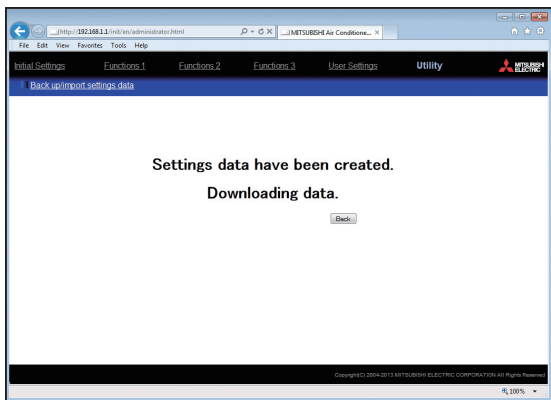 http://192.168.1.1/init/en/administrator.html
MITSUBISHI Air Conditione...
File Edit View Favorites Tools Help
Initial Settings Functions 1 Functions 2 Functions 3 User Settings Utility MITSUBISHI ELECTRIC
Back up/import settings data
Settings data have been created.
Downloading data.
Back
Copyright(C) 2004-2013 MITSUBISHI ELECTRIC CORPORATION All Rights Reserved
100%